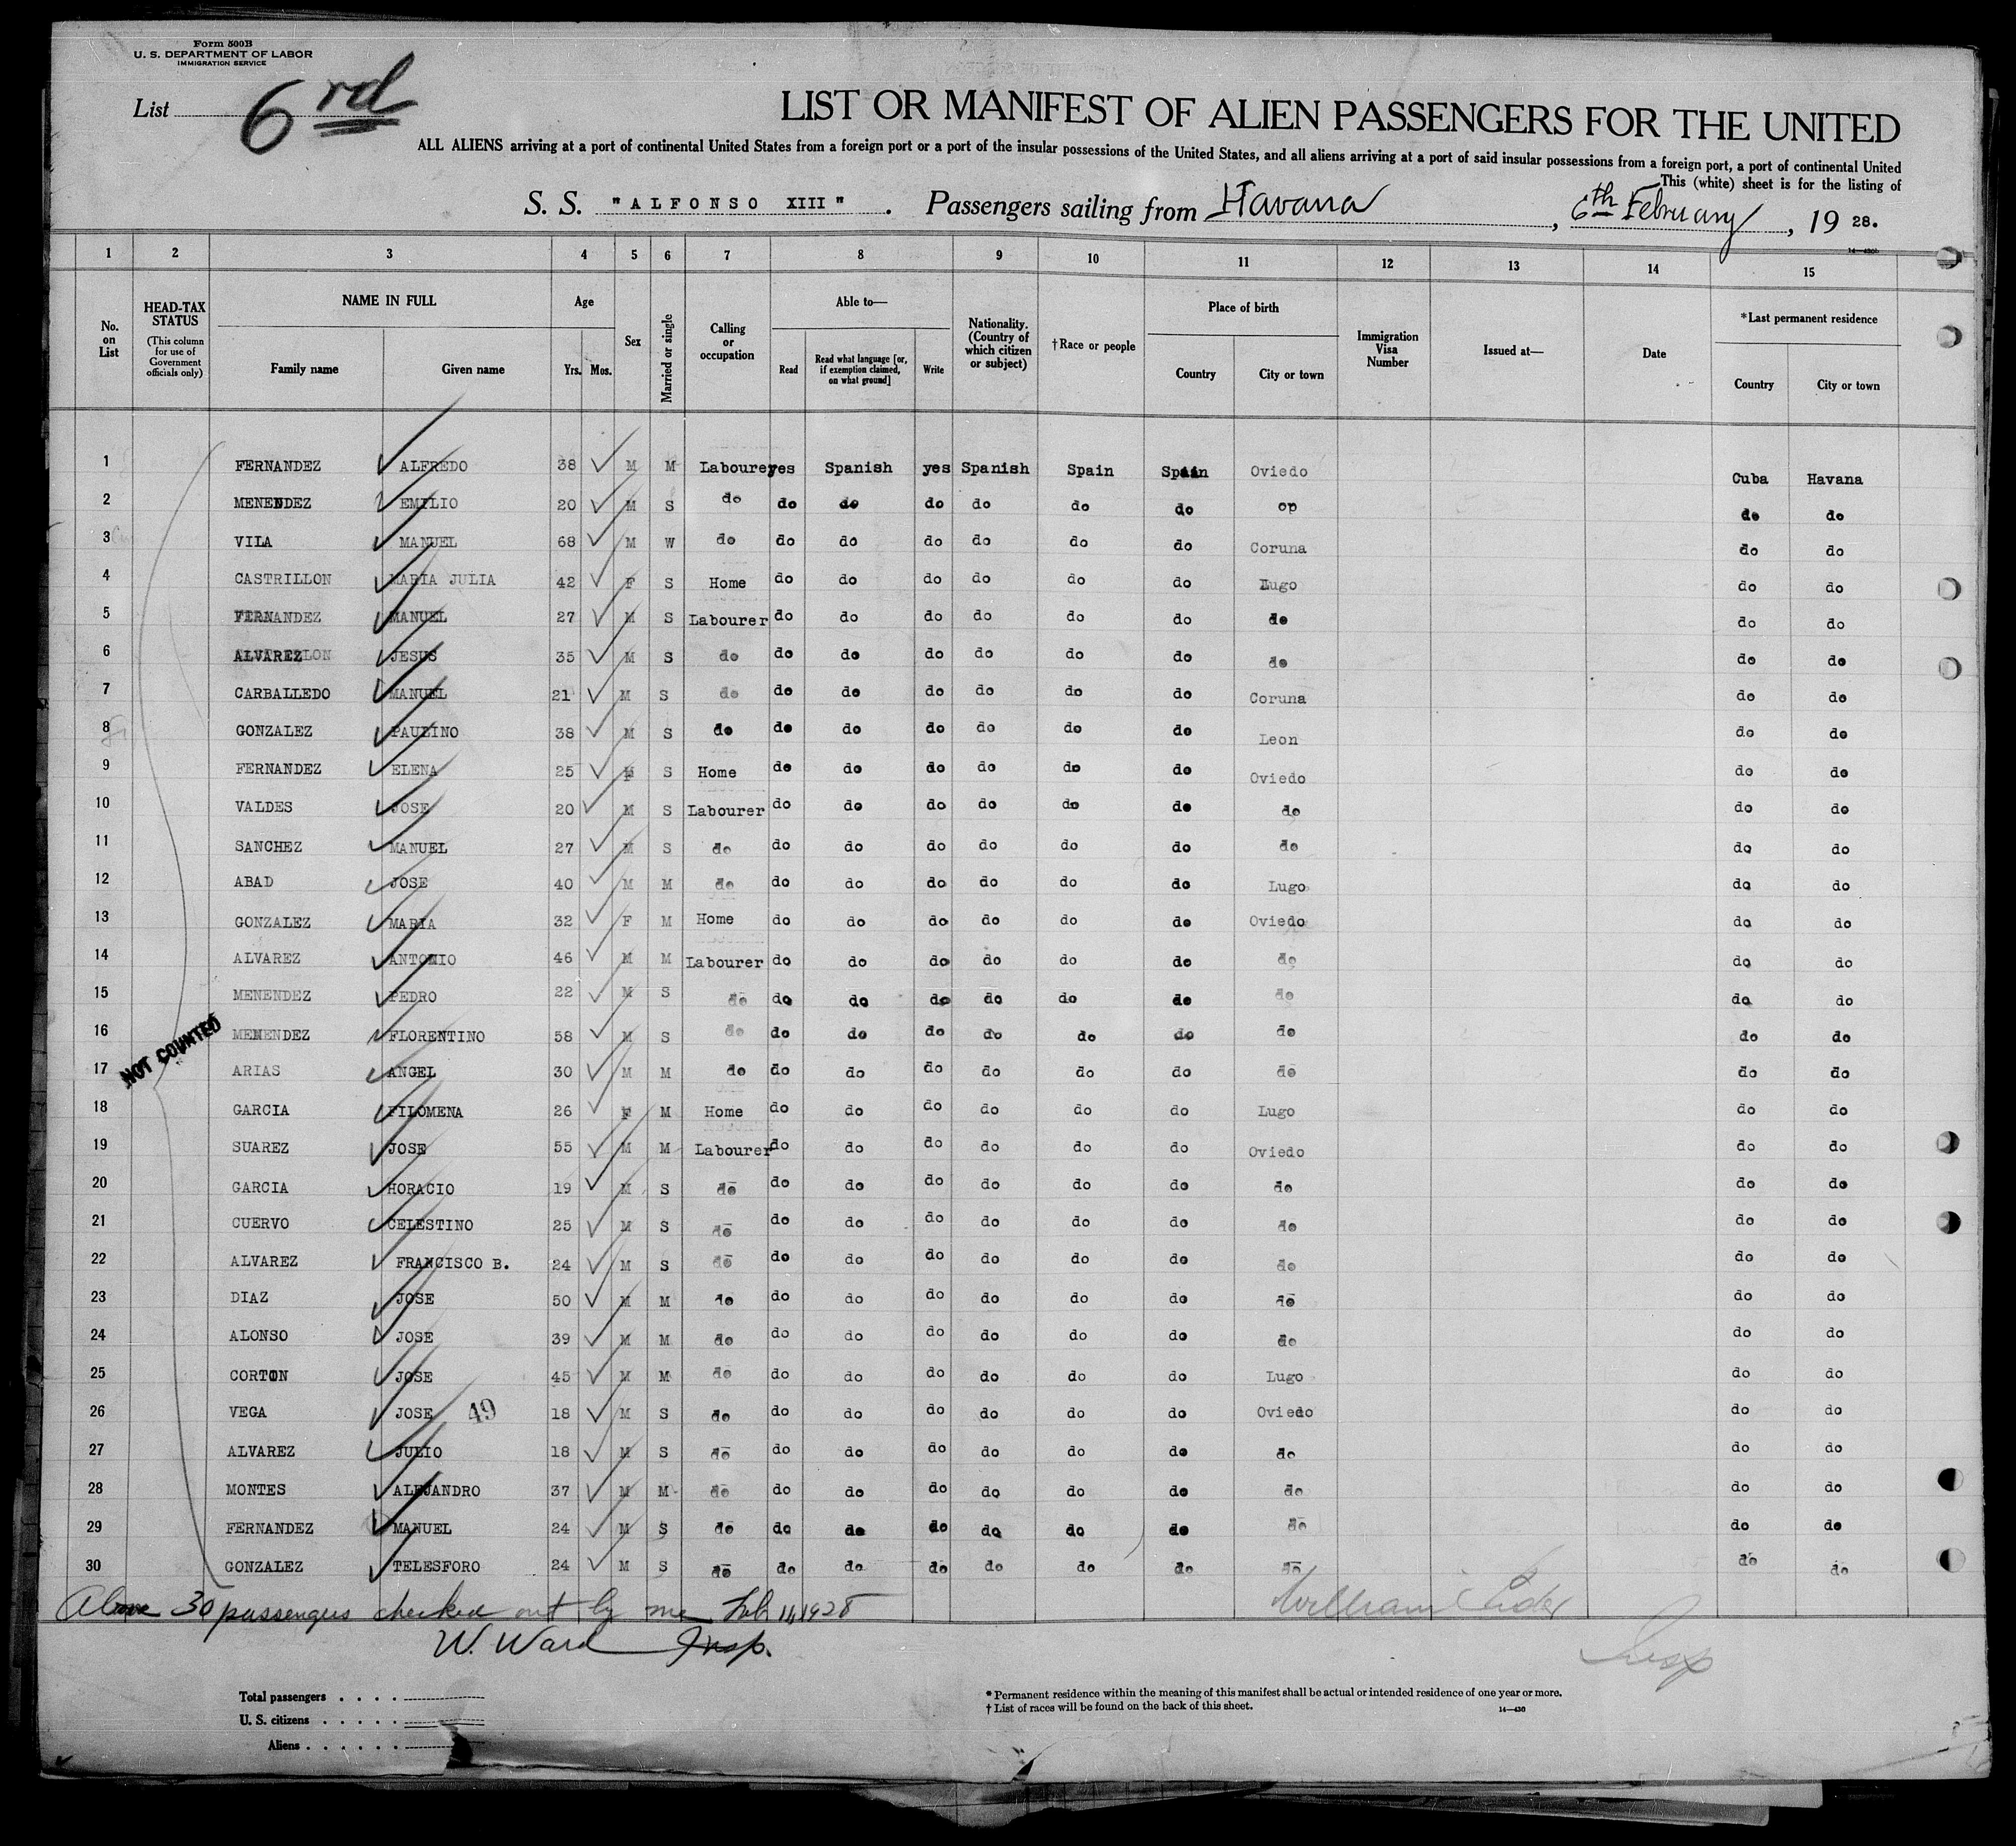 Form 500B
U. S. DEPARTMENT OF LABOR
IMMIGRATION SERVICE
List 6 rd
LIST OR MANIFEST OF ALIEN PASSENGERS FOR THE UNITED
ALL ALIENS arriving at a port of continental United States from a foreign port or a port of the insular possessions of the United States, and all aliens arriving at a port of said insular possessions from a foreign port, a port of continental United
This (white) sheet is for the listing of
S. S. "ALFONSO XIII". Passengers sailing from Havana, 6th February, 19 28.
14—430b
1 2 3 4 5 6 7 8 9 10 11 12 13 14 15
No. on List
HEAD-TAX STATUS (This column for use of Government officials only)
NAME IN FULL Family name Given name
Age Yrs. Mos.
Sex
Married or single
Calling or occupation
Able to— Read Read what language [or, if exemption claimed, on what ground] Write
Nationality. (Country of which citizen or subject)
†Race or people
Place of birth Country City or town
Immigration Visa Number
Issued at—
Date
*Last permanent residence Country City or town
1 FERNANDEZ ALFREDO 38 M M Labourer yes Spanish yes Spanish Spain Spain Oviedo Cuba Havana
2 MENENDEZ EMILIO 20 M S do do do do do do do op do do
3 VILA MANUEL 68 M W do do do do do do do Coruna do do
4 CASTRILLON MARIA JULIA 42 F S Home do do do do do do Lugo do do
5 FERNANDEZ MANUEL 27 M S Labourer do do do do do do do do do
6 ALVAREZ JESUS 35 M S do do do do do do do do do do
7 CARBALLEDO MANUEL 21 M S do do do do do do do Coruna do do
8 GONZALEZ PAULINO 38 M S do do do do do do do Leon do do
9 FERNANDEZ ELENA 25 F S Home do do do do do do Oviedo do do
10 VALDES JOSE 20 M S Labourer do do do do do do do do do
11 SANCHEZ MANUEL 27 M S do do do do do do do do do do
12 ABAD JOSE 40 M M do do do do do do do Lugo do do
13 GONZALEZ MARIA 32 F M Home do do do do do do Oviedo do do
14 ALVAREZ ANTONIO 46 M M Labourer do do do do do do do do do
15 MENENDEZ PEDRO 22 M S do do do do do do do do do do
16 MENENDEZ FLORENTINO 58 M S do do do do do do do do do do
17 ARIAS ANGEL 30 M M do do do do do do do do do do
18 GARCIA FILOMENA 26 F M Home do do do do do do Lugo do do
19 SUAREZ JOSE 55 M M Labourer do do do do do do Oviedo do do
20 GARCIA HORACIO 19 M S do do do do do do do do do do
21 CUERVO CELESTINO 25 M S do do do do do do do do do do
22 ALVAREZ FRANCISCO B. 24 M S do do do do do do do do do do
23 DIAZ JOSE 50 M M do do do do do do do do do do
24 ALONSO JOSE 39 M M do do do do do do do do do do
25 CORTON JOSE 45 M M do do do do do do do Lugo do do
26 VEGA JOSE 49 18 M S do do do do do do do Oviedo do do
27 ALVAREZ JULIO 18 M S do do do do do do do do do do
28 MONTES ALEJANDRO 37 M M do do do do do do do do do do
29 FERNANDEZ MANUEL 24 M S do do do do do do do do do do
30 GONZALEZ TELESFORO 24 M S do do do do do do do do do do
NOT COUNTED
Above 30 passengers checked out by me Feb 11, 1928
William
W. Ward Insp.
Insp
Total passengers
U. S. citizens
Aliens
* Permanent residence within the meaning of this manifest shall be actual or intended residence of one year or more.
† List of races will be found on the back of this sheet.
14—430